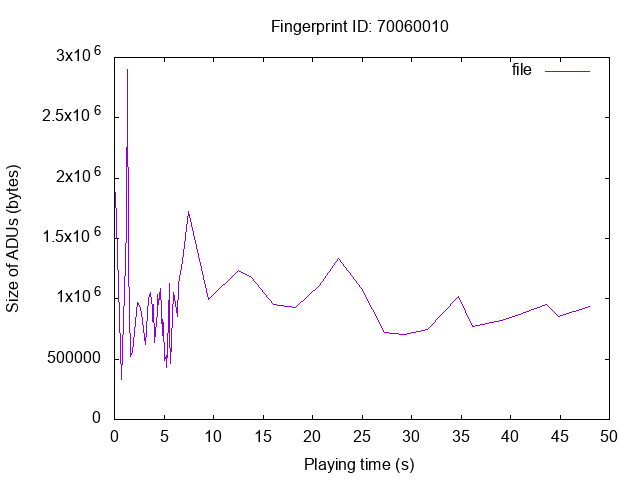 Fingerprint ID: 70060010
file
3x10^6
2.5x10^6
2x10^6
1.5x10^6
1x10^6
500000
0
Size of ADUs (bytes)
0 5 10 15 20 25 30 35 40 45 50
Playing time (s)